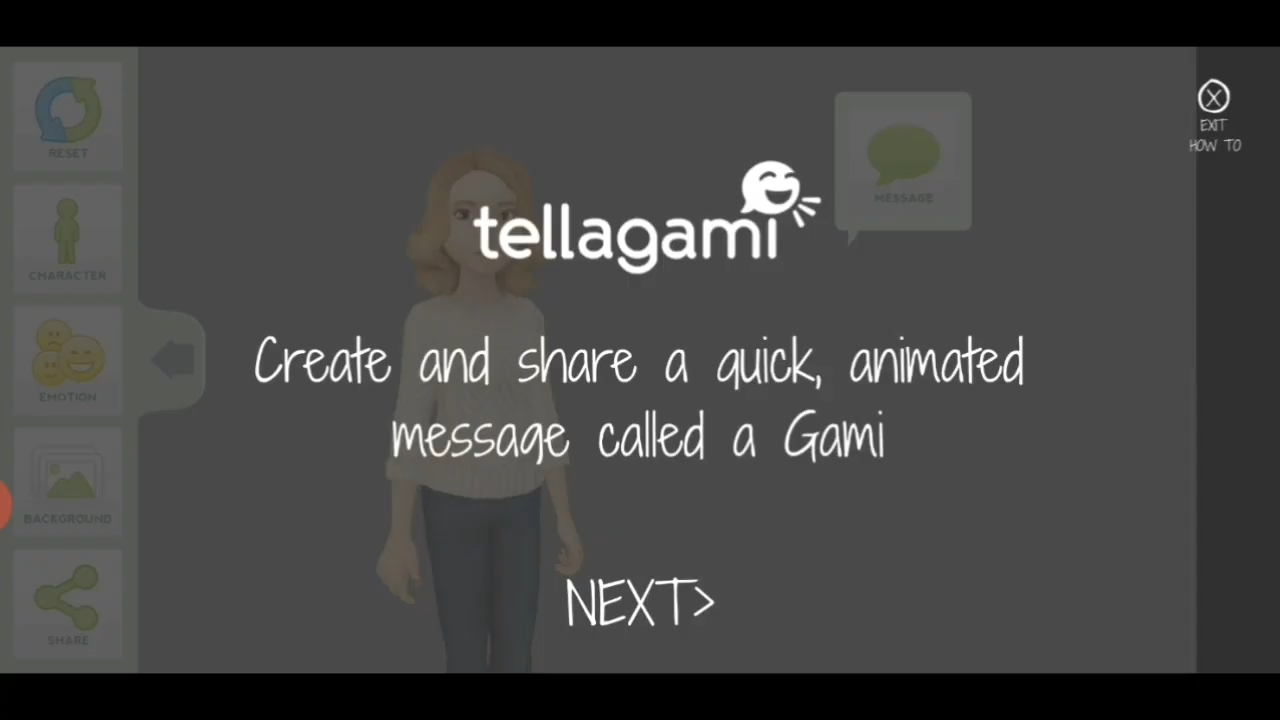 RESET
CHARACTER
EMOTION
BACKGROUND
SHARE
MESSAGE
EXIT
HOW TO
tellagami
Create and share a quick, animated
message called a Gami
NEXT>